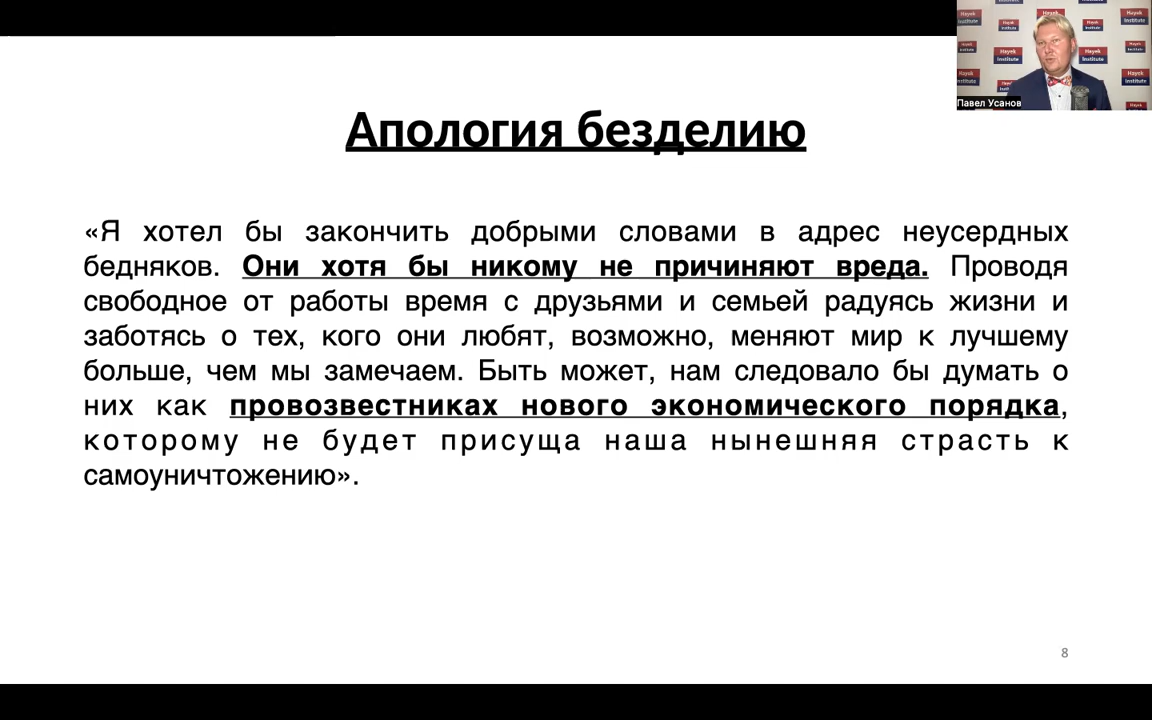 Hayek Institute
Павел Усанов
Апология безделию
«Я хотел бы закончить добрыми словами в адрес неусердных
бедняков. Они хотя бы никому не причиняют вреда. Проводя
свободное от работы время с друзьями и семьей радуясь жизни и
заботясь о тех, кого они любят, возможно, меняют мир к лучшему
больше, чем мы замечаем. Быть может, нам следовало бы думать о
них как провозвестниках нового экономического порядка,
которому не будет присуща наша нынешняя страсть к
самоуничтожению».
8